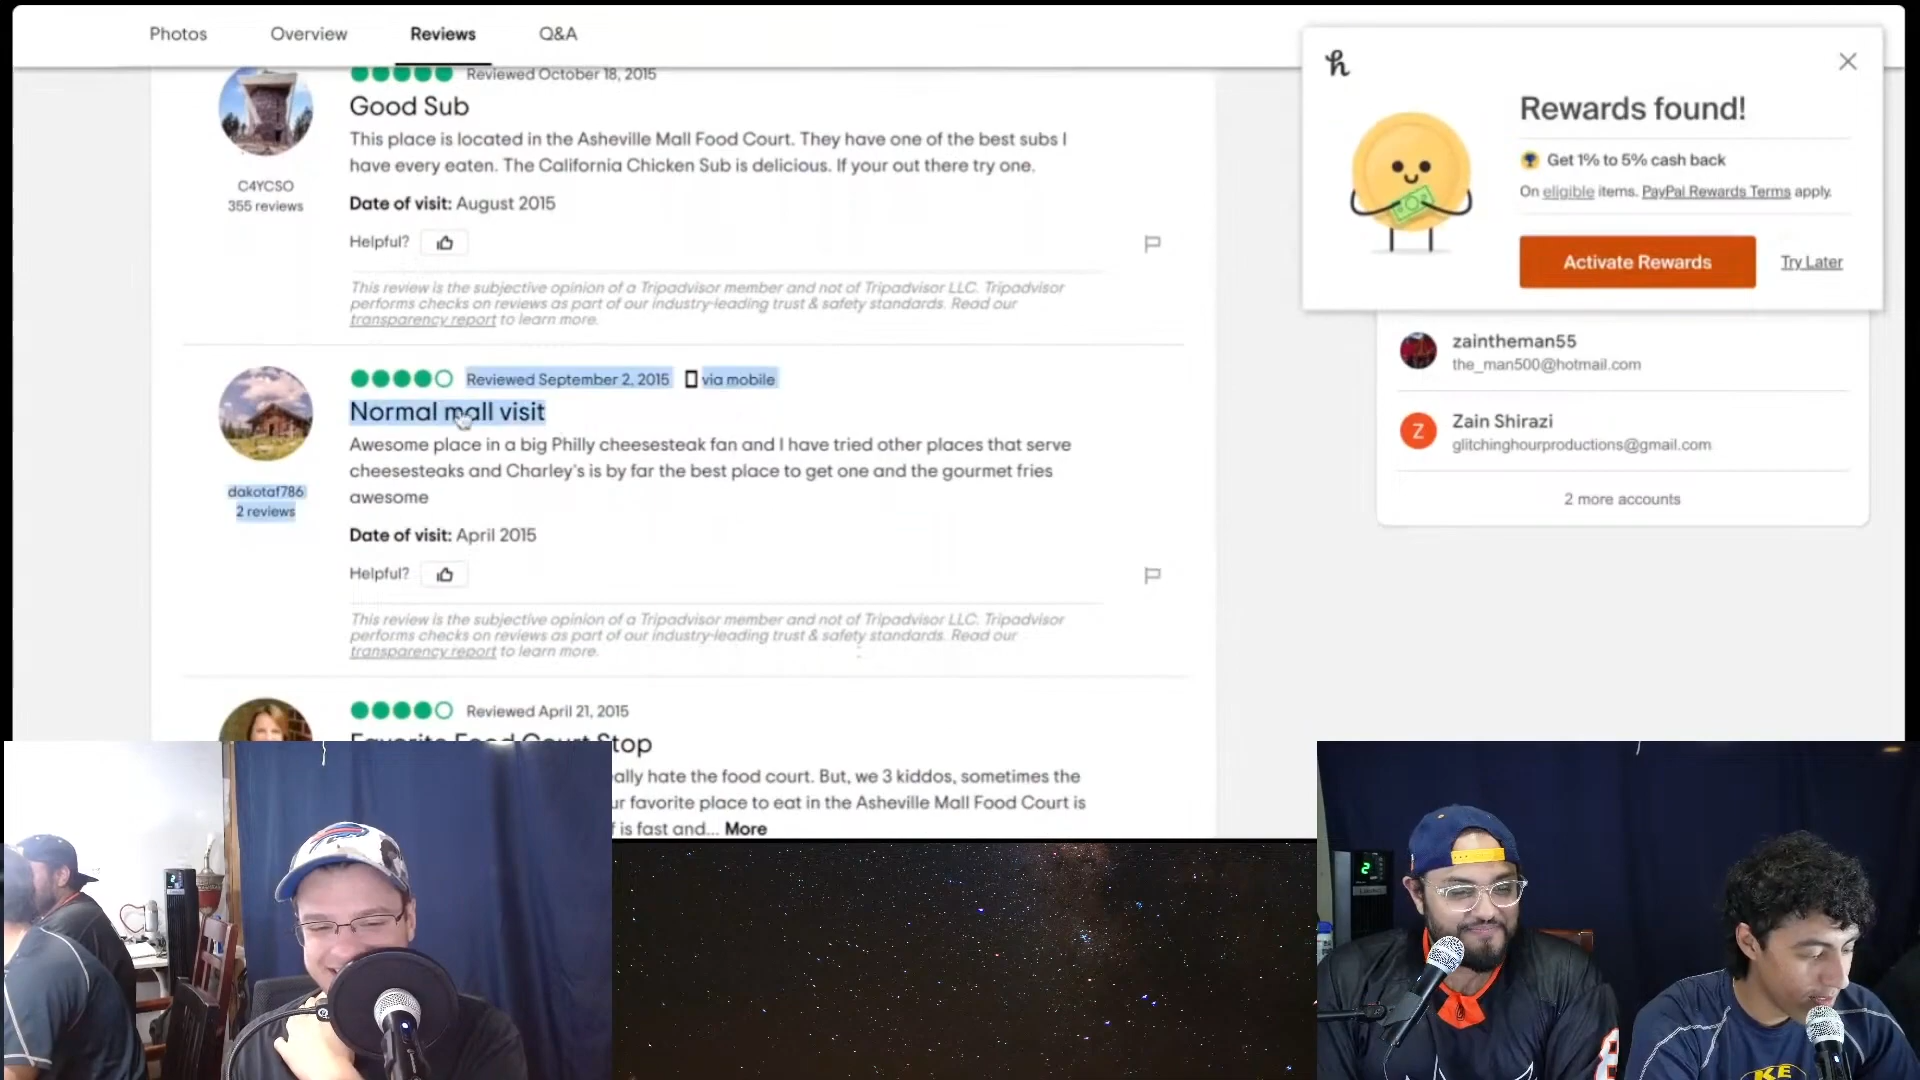 Photos Overview Reviews Q&A
Reviewed October 18, 2015
Good Sub
This place is located in the Asheville Mall Food Court. They have one of the best subs I
have every eaten. The California Chicken Sub is delicious. If your out there try one.
C4YCSO
355 reviews
Date of visit: August 2015
Helpful?
This review is the subjective opinion of a Tripadvisor member and not of Tripadvisor LLC. Tripadvisor
performs checks on reviews as part of our industry-leading trust & safety standards. Read our
transparency report to learn more.
Reviewed September 2, 2015 via mobile
Normal mall visit
Awesome place in a big Philly cheesesteak fan and I have tried other places that serve
cheesesteaks and Charley's is by far the best place to get one and the gourmet fries
awesome
dakotaf786
2 reviews
Date of visit: April 2015
Helpful?
This review is the subjective opinion of a Tripadvisor member and not of Tripadvisor LLC. Tripadvisor
performs checks on reviews as part of our industry-leading trust & safety standards. Read our
transparency report to learn more.
Reviewed April 21, 2015
Favorite Food Court Stop
ally hate the food court. But, we 3 kiddos, sometimes the
ur favorite place to eat in the Asheville Mall Food Court is
is fast and... More
h
Rewards found!
Get 1% to 5% cash back
On eligible items. PayPal Rewards Terms apply.
Activate Rewards Try Later
zaintheman55
the_man500@hotmail.com
Z
Zain Shirazi
glitchinghourproductions@gmail.com
2 more accounts
2
KE